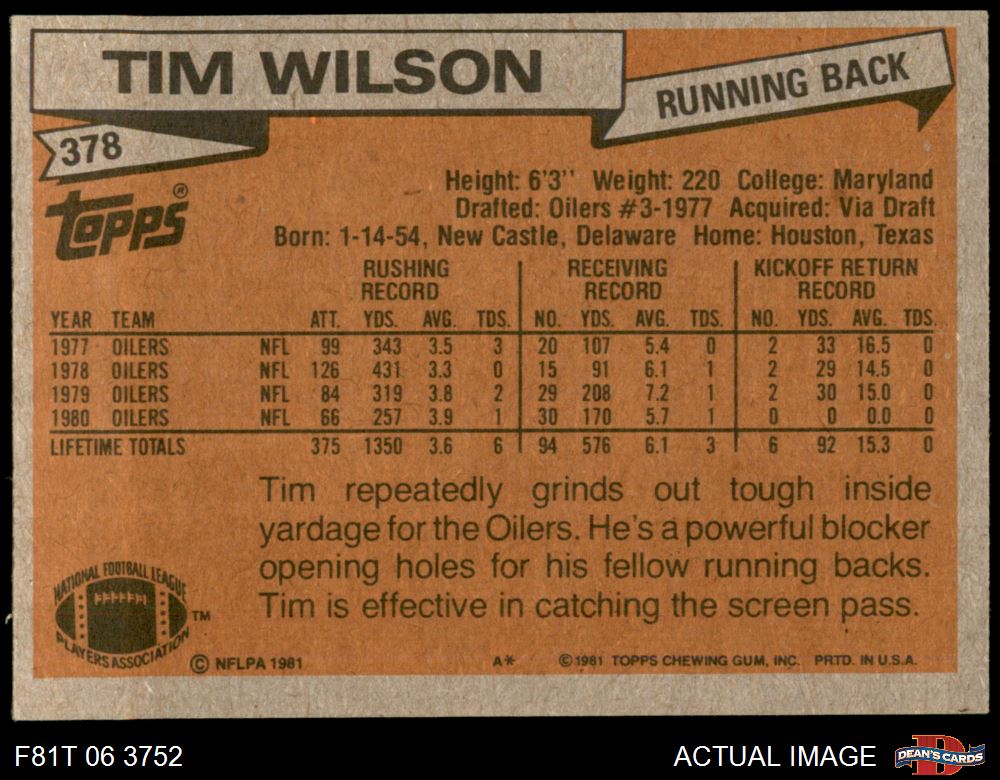 TIM WILSON
RUNNING BACK
378
Topps®
Height: 6'3'' Weight: 220 College: Maryland
Drafted: Oilers #3-1977 Acquired: Via Draft
Born: 1-14-54, New Castle, Delaware Home: Houston, Texas
RUSHING RECORD RECEIVING RECORD KICKOFF RETURN RECORD
YEAR TEAM ATT. YDS. AVG. TDS. NO. YDS. AVG. TDS. NO. YDS. AVG. TDS.
1977 OILERS NFL 99 343 3.5 3 20 107 5.4 0 2 33 16.5 0
1978 OILERS NFL 126 431 3.3 0 15 91 6.1 1 2 29 14.5 0
1979 OILERS NFL 84 319 3.8 2 29 208 7.2 1 2 30 15.0 0
1980 OILERS NFL 66 257 3.9 1 30 170 5.7 1 0 0 0.0 0
LIFETIME TOTALS 375 1350 3.6 6 94 576 6.1 3 6 92 15.3 0
Tim repeatedly grinds out tough inside
yardage for the Oilers. He's a powerful blocker
opening holes for his fellow running backs.
Tim is effective in catching the screen pass.
NATIONAL FOOTBALL LEAGUE
PLAYERS ASSOCIATION
TM
© NFLPA 1981
A* ©1981 TOPPS CHEWING GUM, INC. PRTD. IN U.S.A.
F81T 06 3752
ACTUAL IMAGE
D
DEAN'S CARDS